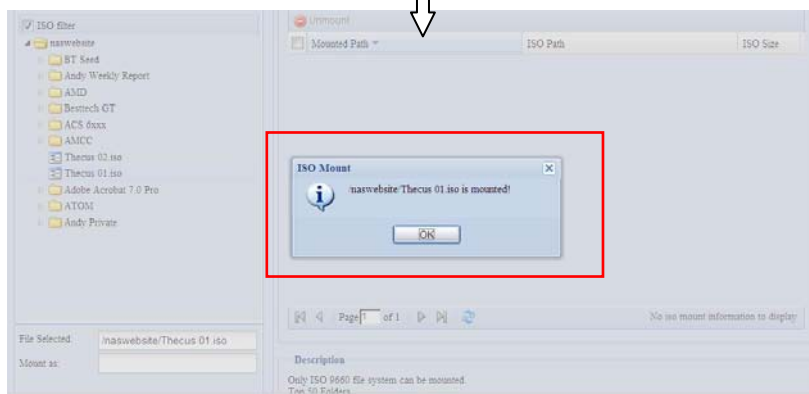 ISO filter
naswebsite
BT Seed
Andy Weekly Report
AMD
Besttech GT
ACS 6xxx
AMCC
Thecus 02.iso
Thecus 01.iso
Adobe Acrobat 7.0 Pro
ATOM
Andy Private
File Selected: /naswebsite/Thecus 01.iso
Mount as:
Unmount
Mounted Path ISO Path ISO Size
ISO Mount
/naswebsite/Thecus 01.iso is mounted!
OK
Page 1 of 1 No iso mount information to display
Description
Only ISO 9660 file system can be mounted.
Top 50 Folders